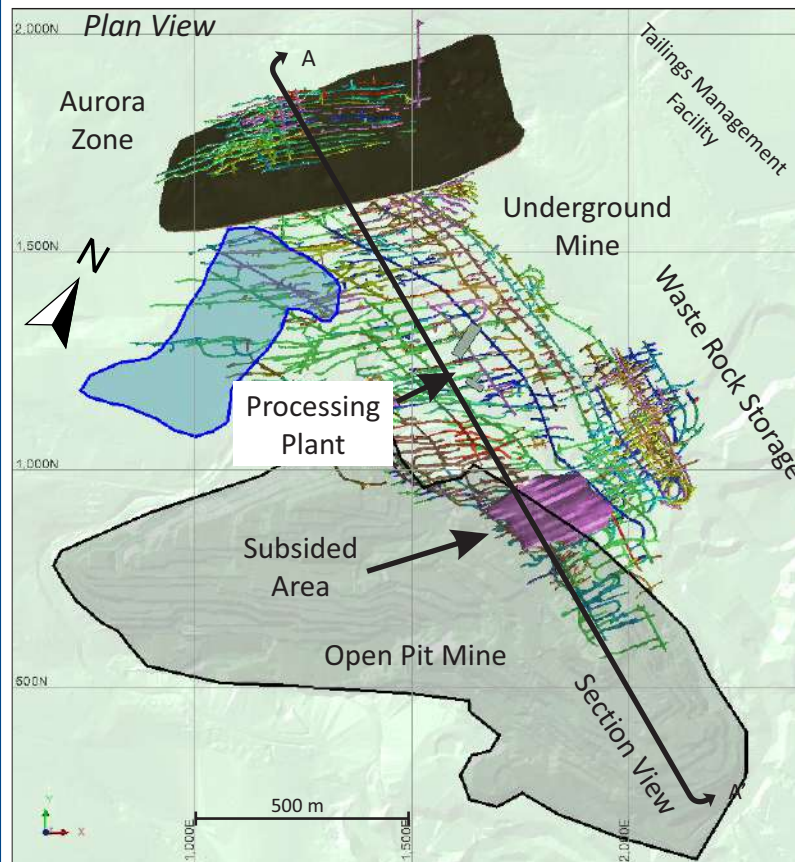 2.000N
Plan View
A
Aurora
Zone
Tailings Management
Facility
Underground
Mine
1,500N
N
Waste Rock Storage
Processing
Plant
1,000N
Subsided
Area
Open Pit Mine
500N
Section View
A'
500 m
Y
X
1,000E
1,500E
2,000E